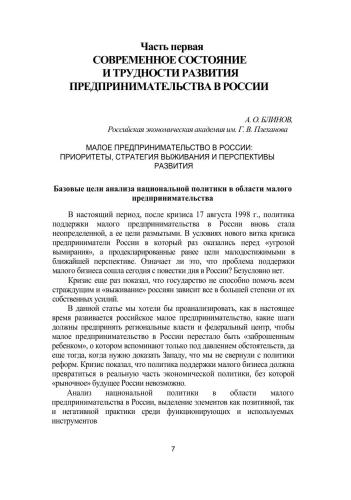 Часть первая
СОВРЕМЕННОЕ СОСТОЯНИЕ
И ТРУДНОСТИ РАЗВИТИЯ
ПРЕДПРИНИМАТЕЛЬСТВА В РОССИИ
А. О. БЛИНОВ,
Российская экономическая академия им. Г. В. Плеханова
МАЛОЕ ПРЕДПРИНИМАТЕЛЬСТВО В РОССИИ:
ПРИОРИТЕТЫ, СТРАТЕГИЯ ВЫЖИВАНИЯ И ПЕРСПЕКТИВЫ
РАЗВИТИЯ
Базовые цели анализа национальной политики в области малого
предпринимательства
В настоящий период, после кризиса 17 августа 1998 г., политика
поддержки малого предпринимательства в России вновь стала
неопределенной, а ее цели размытыми. В условиях нового витка кризиса
предприниматели России в который раз оказались перед «угрозой
вымирания», а продекларированные ранее цели малодостижимыми в
ближайшей перспективе. Означает ли это, что проблема поддержки
малого бизнеса сошла сегодня с повестки дня в России? Безусловно нет.
Кризис еще раз показал, что государство не способно помочь всем
страждущим и «выживание» россиян зависит все в большей степени от их
собственных усилий.
В данной статье мы хотели бы проанализировать, как в настоящее
время развивается российское малое предпринимательство, какие шаги
должны предпринять региональные власти и федеральный центр, чтобы
малое предпринимательство в России перестало быть «заброшенным
ребенком», о котором вспоминают только под давлением обстоятельств, да
еще тогда, когда нужно доказать Западу, что мы не свернули с политики
реформ. Кризис показал, что политика поддержки малого бизнеса должна
превратиться в реальную часть экономической политики, без которой
«рыночное» будущее России невозможно.
Анализ национальной политики в области малого
предпринимательства в России, выделение элементов как позитивной, так
и негативной практики среди функционирующих и используемых
инструментов
7